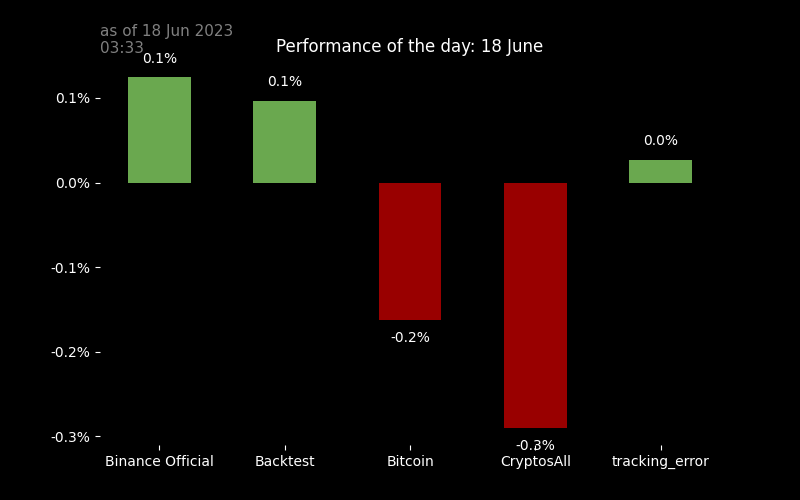 as of 18 Jun 2023
03:33
Performance of the day: 18 June
0.1%
0.1%
0.0%
0.1%
0.0%
-0.1%
-0.2%
-0.3%
-0.2%
-0.3%
Binance Official
Backtest
Bitcoin
CryptosAll
tracking_error